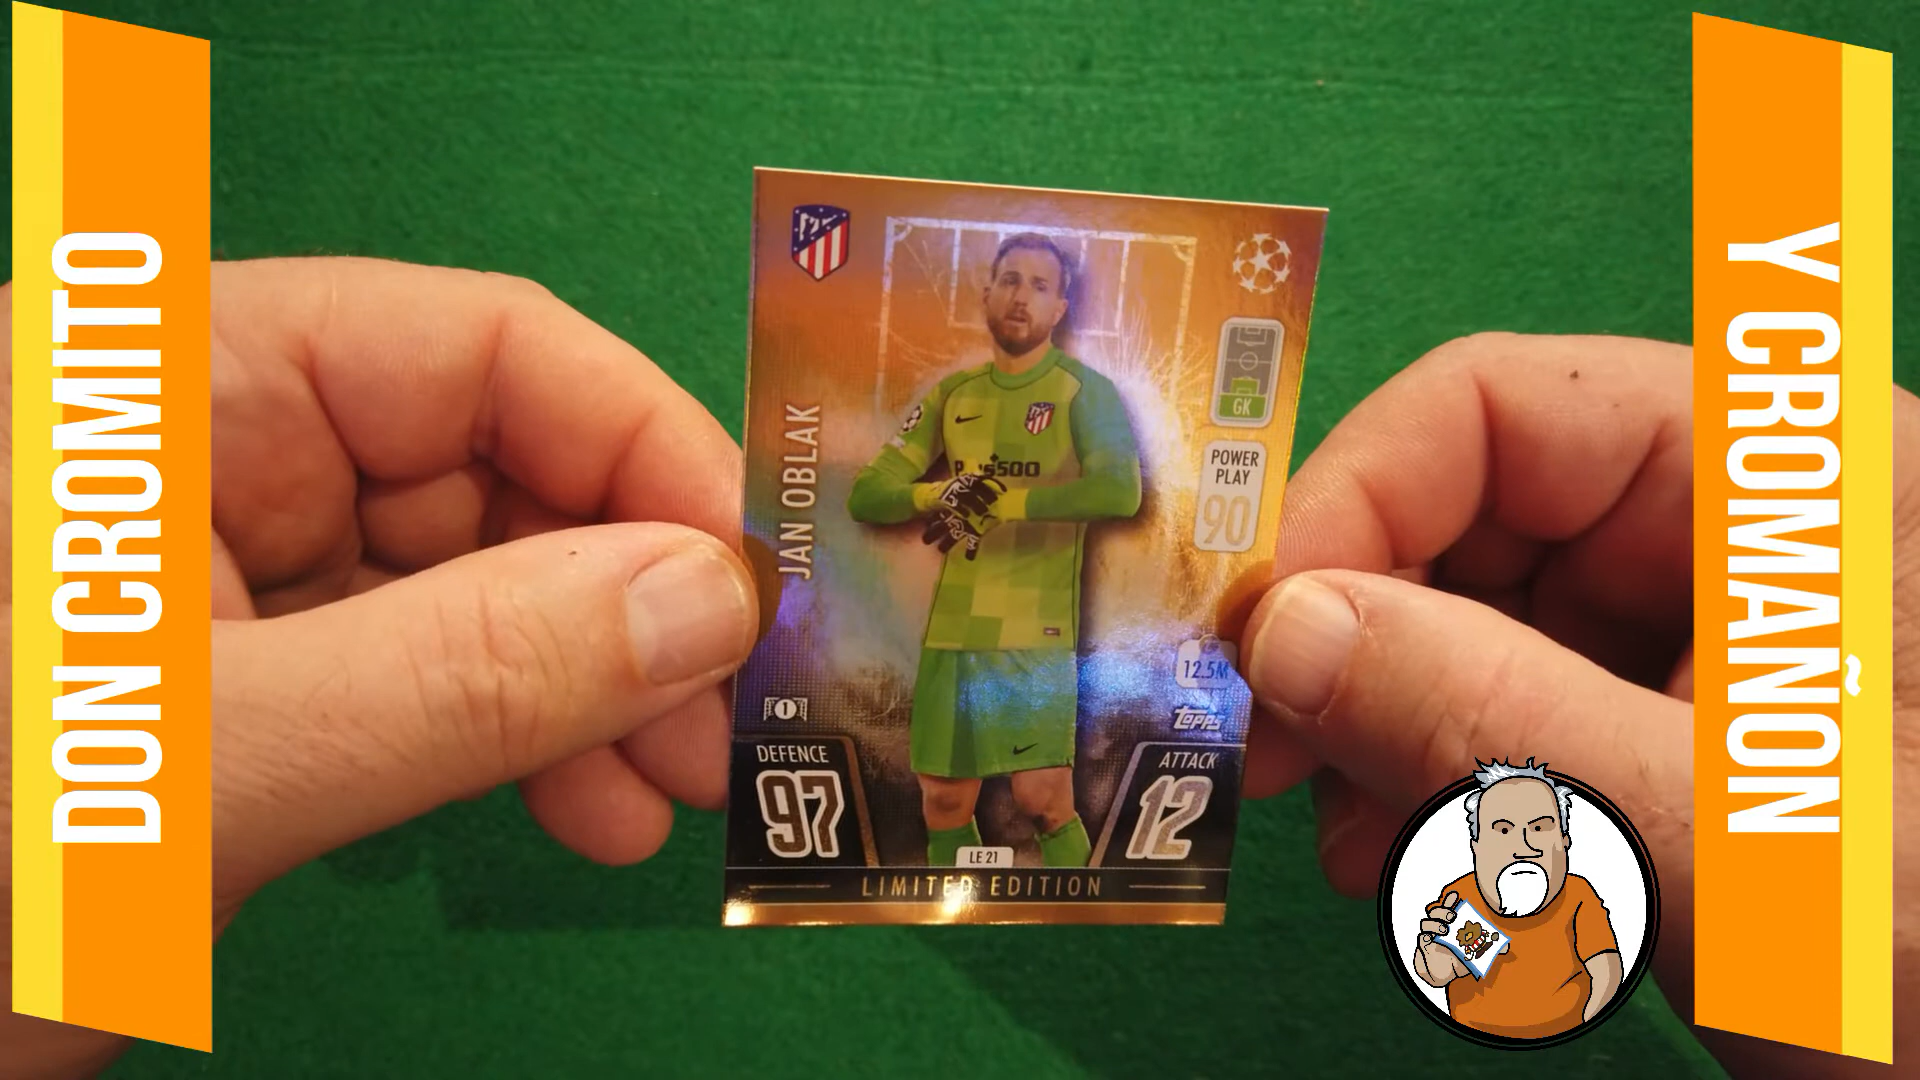 DON CROMITO
Y CROMAÑON
JAN OBLAK
GK
POWER
PLAY
90
Plus500
12.5M
topps
1
DEFENCE
97
ATTACK
12
LE 21
LIMITED EDITION